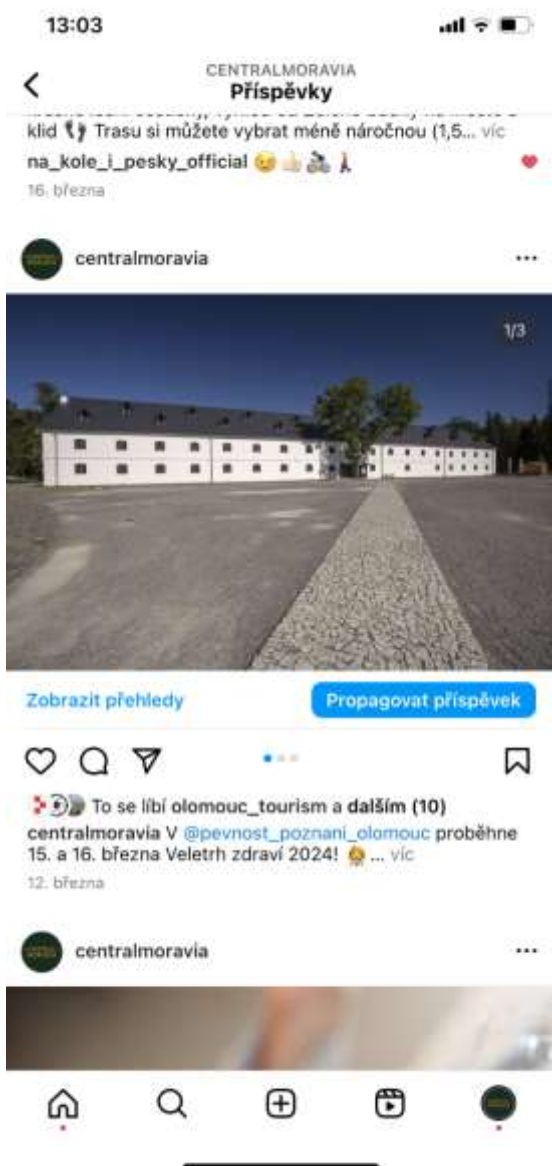 13:03
CENTRALMORAVIA
Příspěvky
klid 👣 Trasu si můžete vybrat méně náročnou (1,5... víc
na_kole_i_pesky_official 😉👍🚴🚶
16. března
centralmoravia
1/3
Zobrazit přehledy
Propagovat příspěvek
To se líbí olomouc_tourism a dalším (10)
centralmoravia V @pevnost_poznani_olomouc proběhne
15. a 16. března Veletrh zdraví 2024! ... víc
12. března
centralmoravia